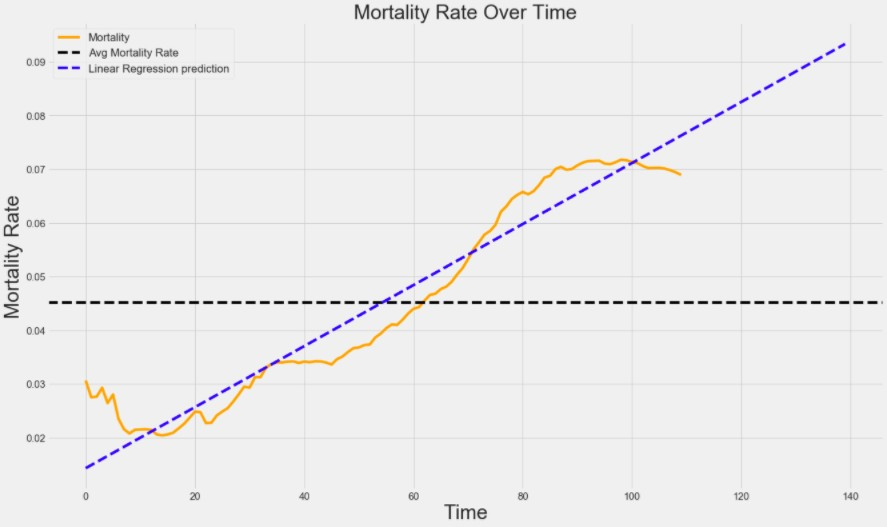 Mortality Rate Over Time
Mortality
Avg Mortality Rate
Linear Regression prediction
Mortality Rate
0.09
0.08
0.07
0.06
0.05
0.04
0.03
0.02
0 20 40 60 80 100 120 140
Time